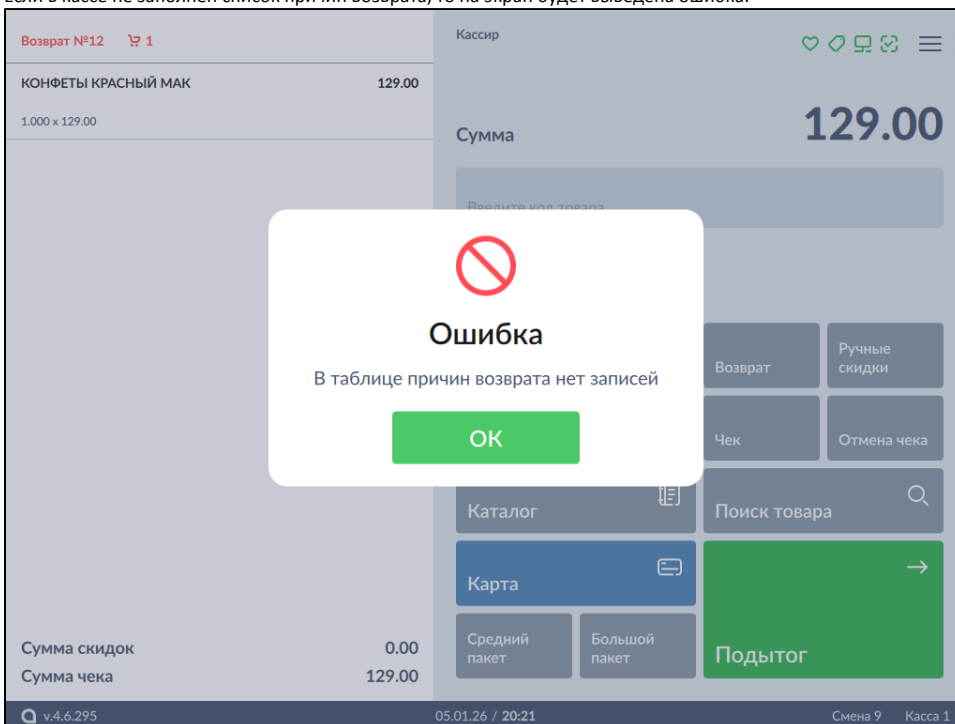 Если в кассе не заполнен список причин возврата, то на экран будет выведена ошибка.
Возврат №12 1
КОНФЕТЫ КРАСНЫЙ МАК 129.00
1.000 x 129.00
Сумма скидок 0.00
Сумма чека 129.00
Кассир
Сумма 129.00
Введите код товара
Ошибка
В таблице причин возврата нет записей
ОК
Возврат
Ручные
скидки
Чек
Отмена чека
Каталог
Поиск товара
Карта
Средний
пакет
Большой
пакет
Подытог
v.4.6.295
05.01.26 / 20:21
Смена 9 Касса 1